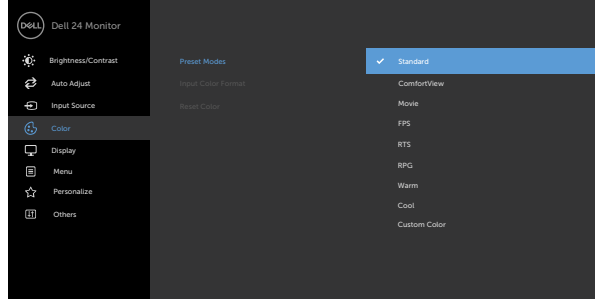 DELL
Dell 24 Monitor
Brightness/Contrast
Auto Adjust
Input Source
Color
Display
Menu
Personalize
Others
Preset Modes
Input Color Format
Reset Color
Standard
ComfortView
Movie
FPS
RTS
RPG
Warm
Cool
Custom Color